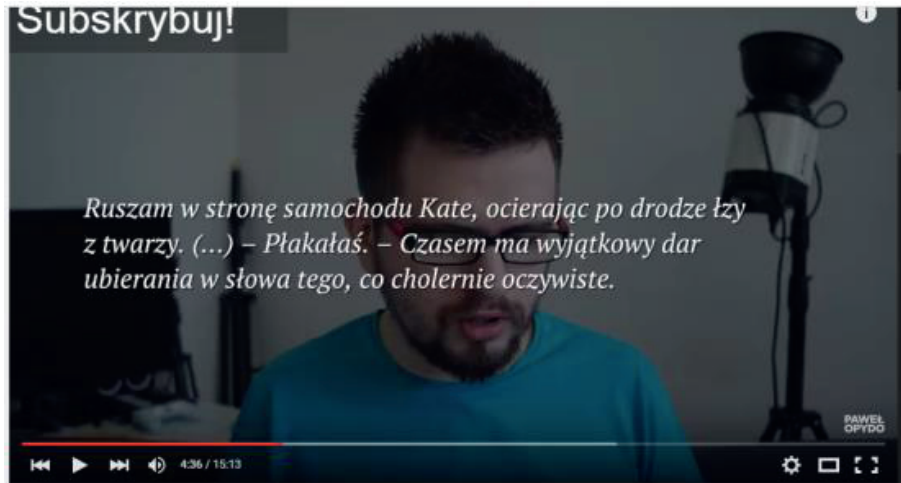 Subskrybuj!
Ruszam w stronę samochodu Kate, ocierając po drodze łzy
z twarzy. (...) – Płakałaś. – Czasem ma wyjątkowy dar
ubierania w słowa tego, co cholernie oczywiste.
PAWEŁ
OPYDO
4:36 / 15:13